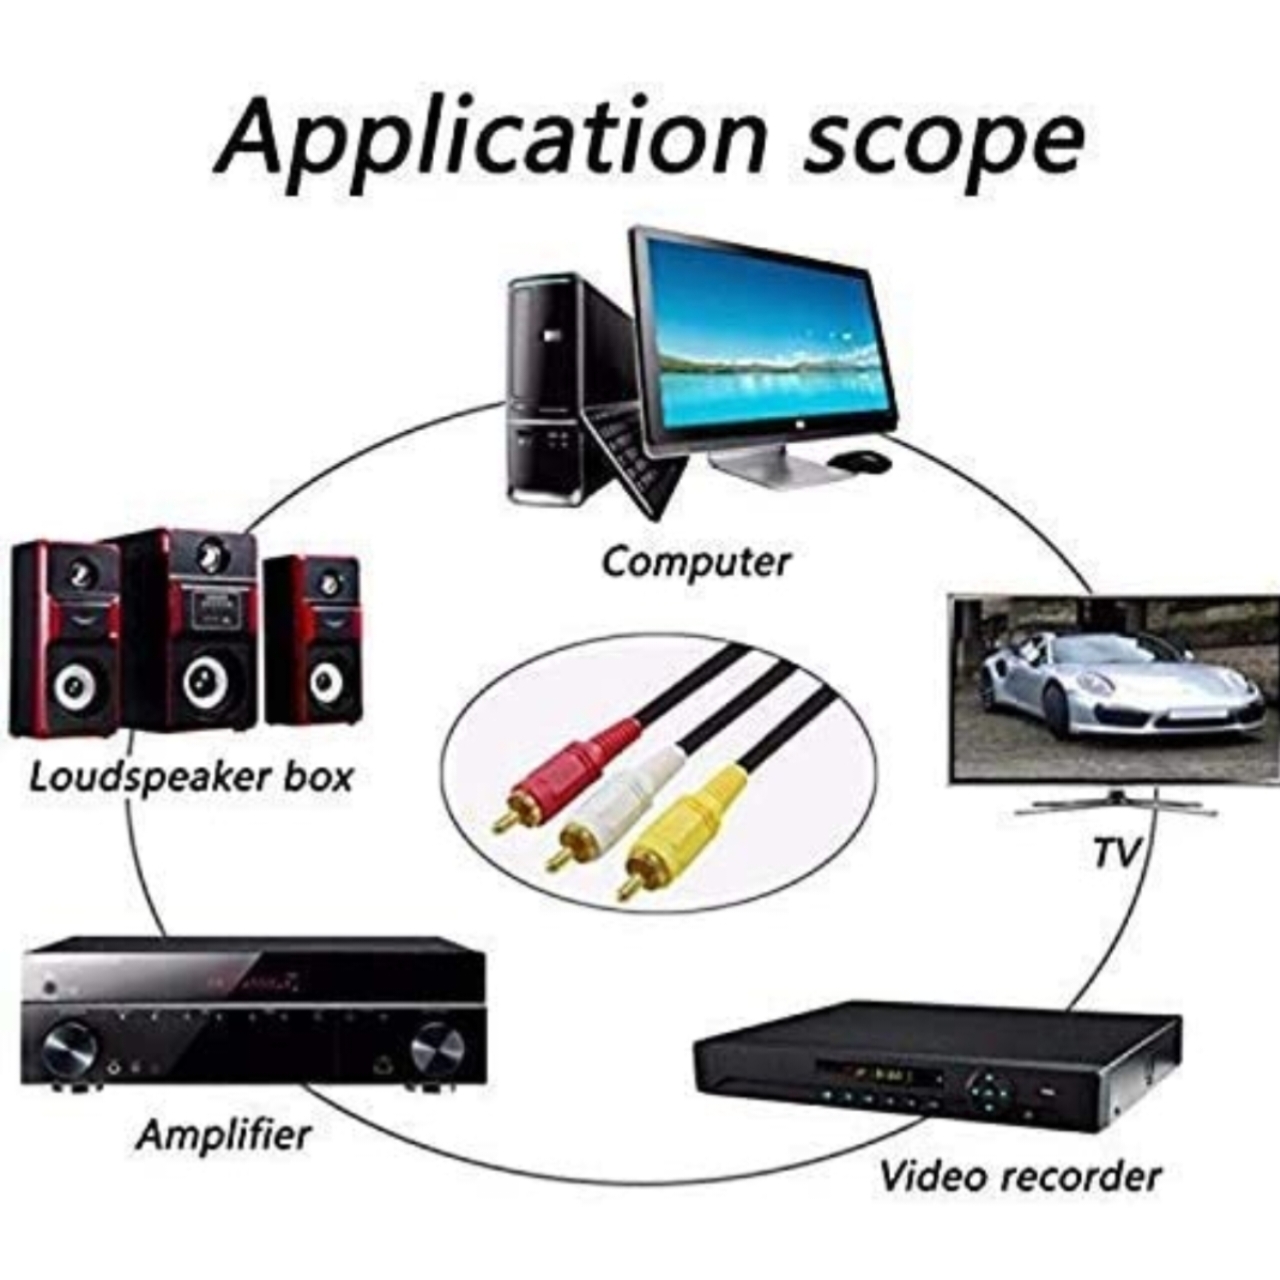 Application scope
Computer
Loudspeaker box
TV
Amplifier
Video recorder